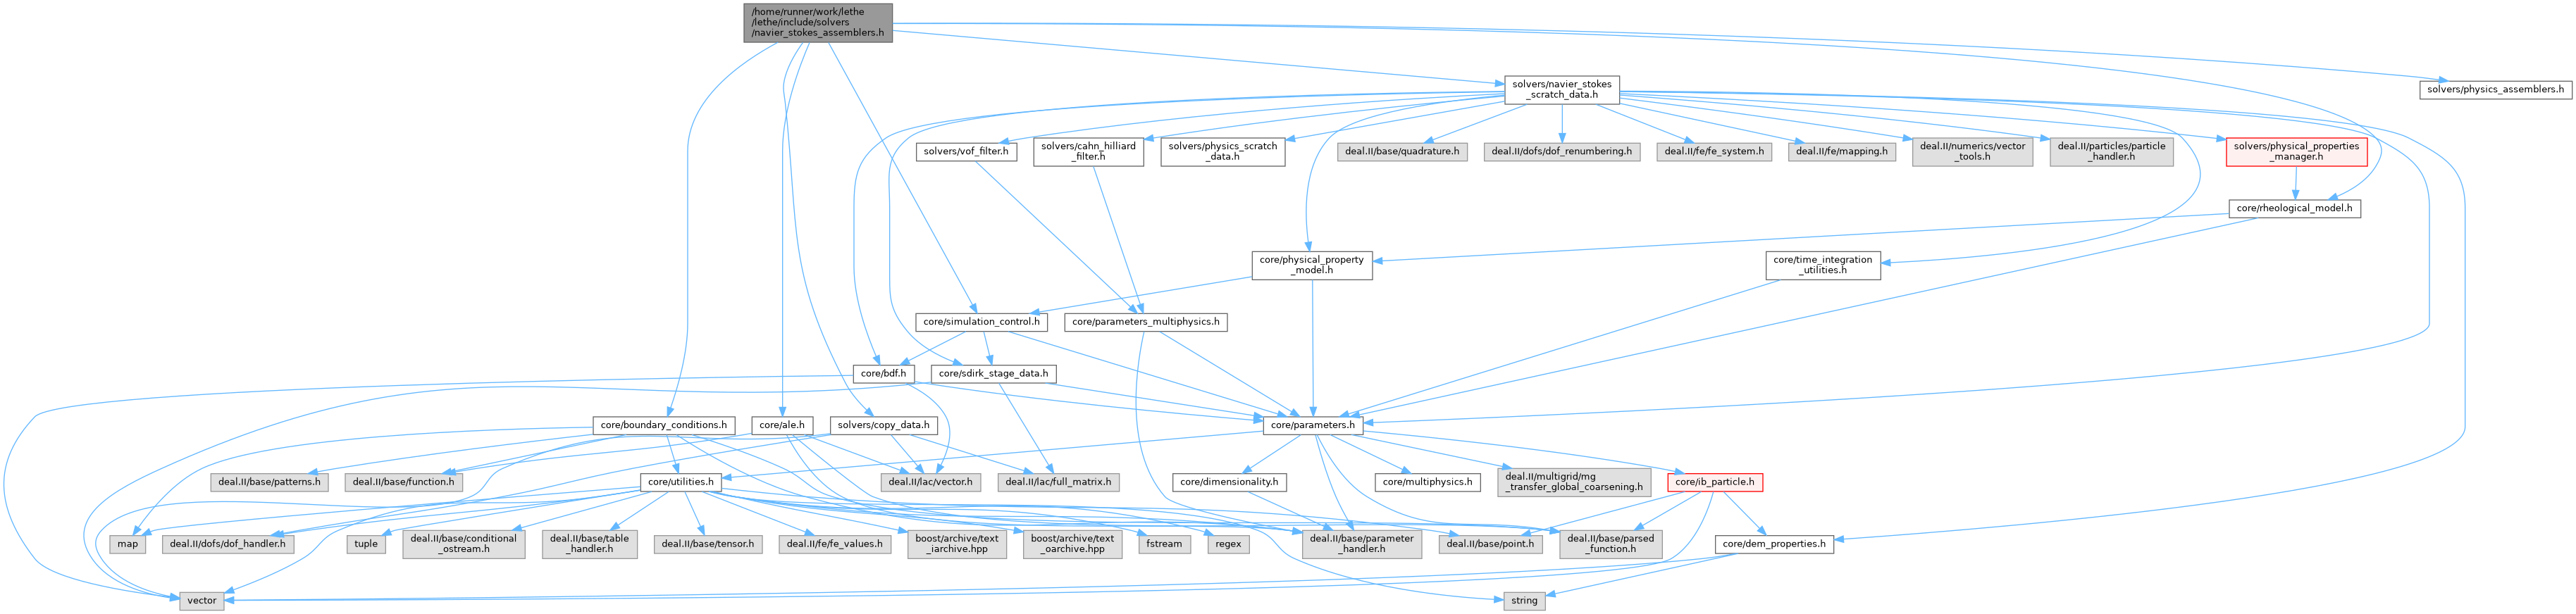 /home/runner/work/lethe
/lethe/include/solvers
/navier_stokes_assemblers.h
solvers/navier_stokes
_scratch_data.h
solvers/physics_assemblers.h
solvers/vof_filter.h
solvers/cahn_hilliard
_filter.h
solvers/physics_scratch
_data.h
deal.II/base/quadrature.h
deal.II/dofs/dof_renumbering.h
deal.II/fe/fe_system.h
deal.II/fe/mapping.h
deal.II/numerics/vector
_tools.h
deal.II/particles/particle
_handler.h
solvers/physical_properties
_manager.h
core/rheological_model.h
core/physical_property
_model.h
core/time_integration
_utilities.h
core/simulation_control.h
core/parameters_multiphysics.h
core/bdf.h
core/sdirk_stage_data.h
core/boundary_conditions.h
core/ale.h
solvers/copy_data.h
core/parameters.h
deal.II/base/patterns.h
deal.II/base/function.h
core/utilities.h
deal.II/lac/vector.h
deal.II/lac/full_matrix.h
core/dimensionality.h
core/multiphysics.h
deal.II/multigrid/mg
_transfer_global_coarsening.h
core/ib_particle.h
map
deal.II/dofs/dof_handler.h
tuple
deal.II/base/conditional
_ostream.h
deal.II/base/table
_handler.h
deal.II/base/tensor.h
deal.II/fe/fe_values.h
boost/archive/text
_iarchive.hpp
boost/archive/text
_oarchive.hpp
fstream
regex
deal.II/base/parameter
_handler.h
deal.II/base/point.h
deal.II/base/parsed
_function.h
core/dem_properties.h
vector
string